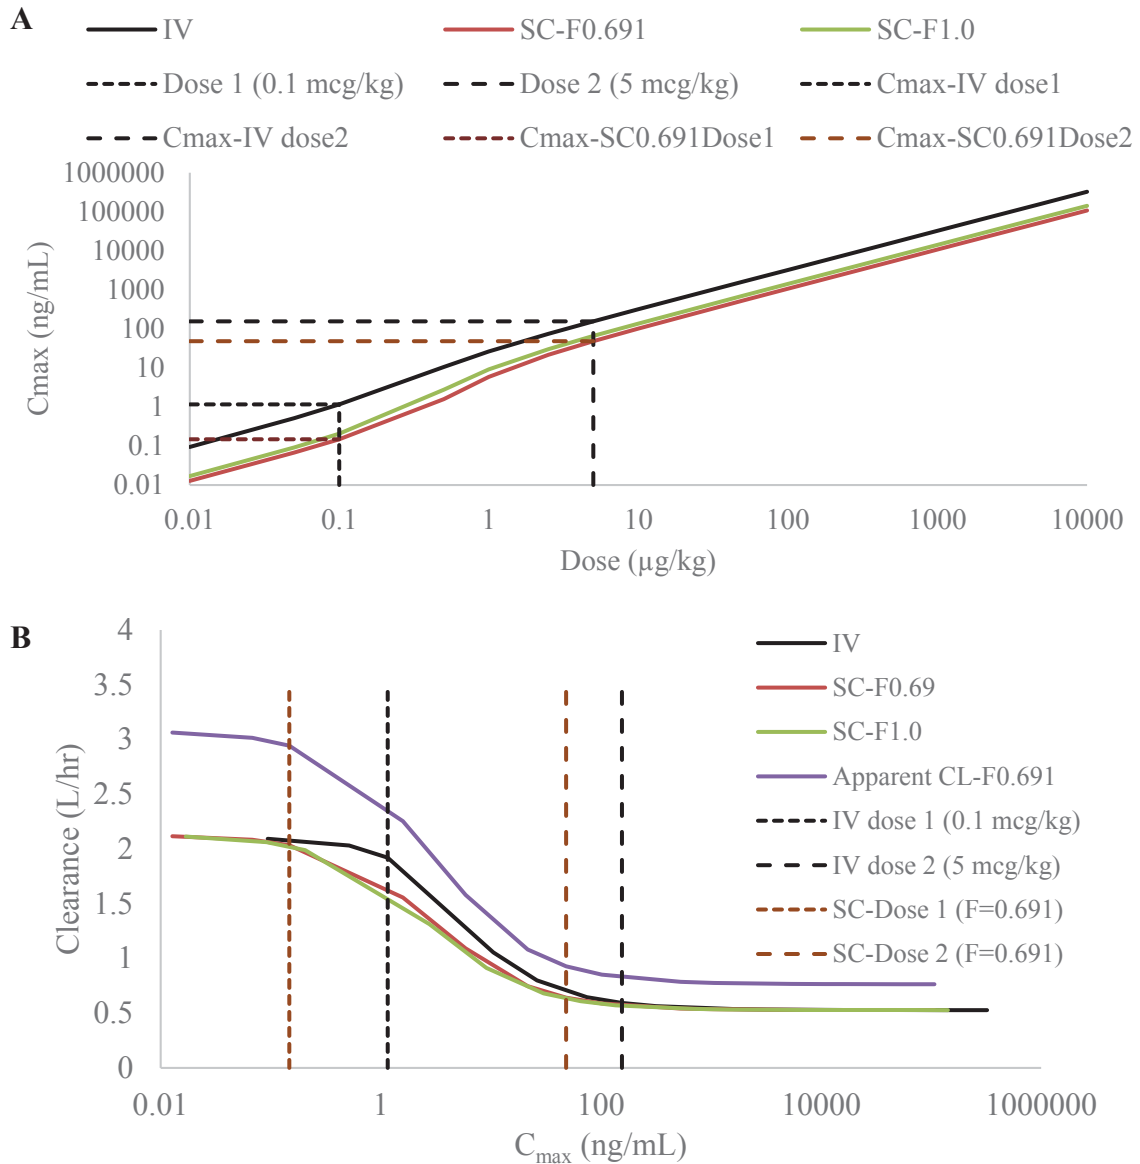 A
IV SC-F0.691 SC-F1.0
Dose 1 (0.1 mcg/kg) Dose 2 (5 mcg/kg) Cmax-IV dose1
Cmax-IV dose2 Cmax-SC0.691Dose1 Cmax-SC0.691Dose2
1000000
100000
10000
1000
100
10
1
0.1
0.01
Cmax (ng/mL)
0.01 0.1 1 10 100 1000 10000
Dose (µg/kg)
B
4
3.5
3
2.5
2
1.5
1
0.5
0
Clearance (L/hr)
IV
SC-F0.69
SC-F1.0
Apparent CL-F0.691
IV dose 1 (0.1 mcg/kg)
IV dose 2 (5 mcg/kg)
SC-Dose 1 (F=0.691)
SC-Dose 2 (F=0.691)
0.01 1 100 10000 1000000
Cmax (ng/mL)